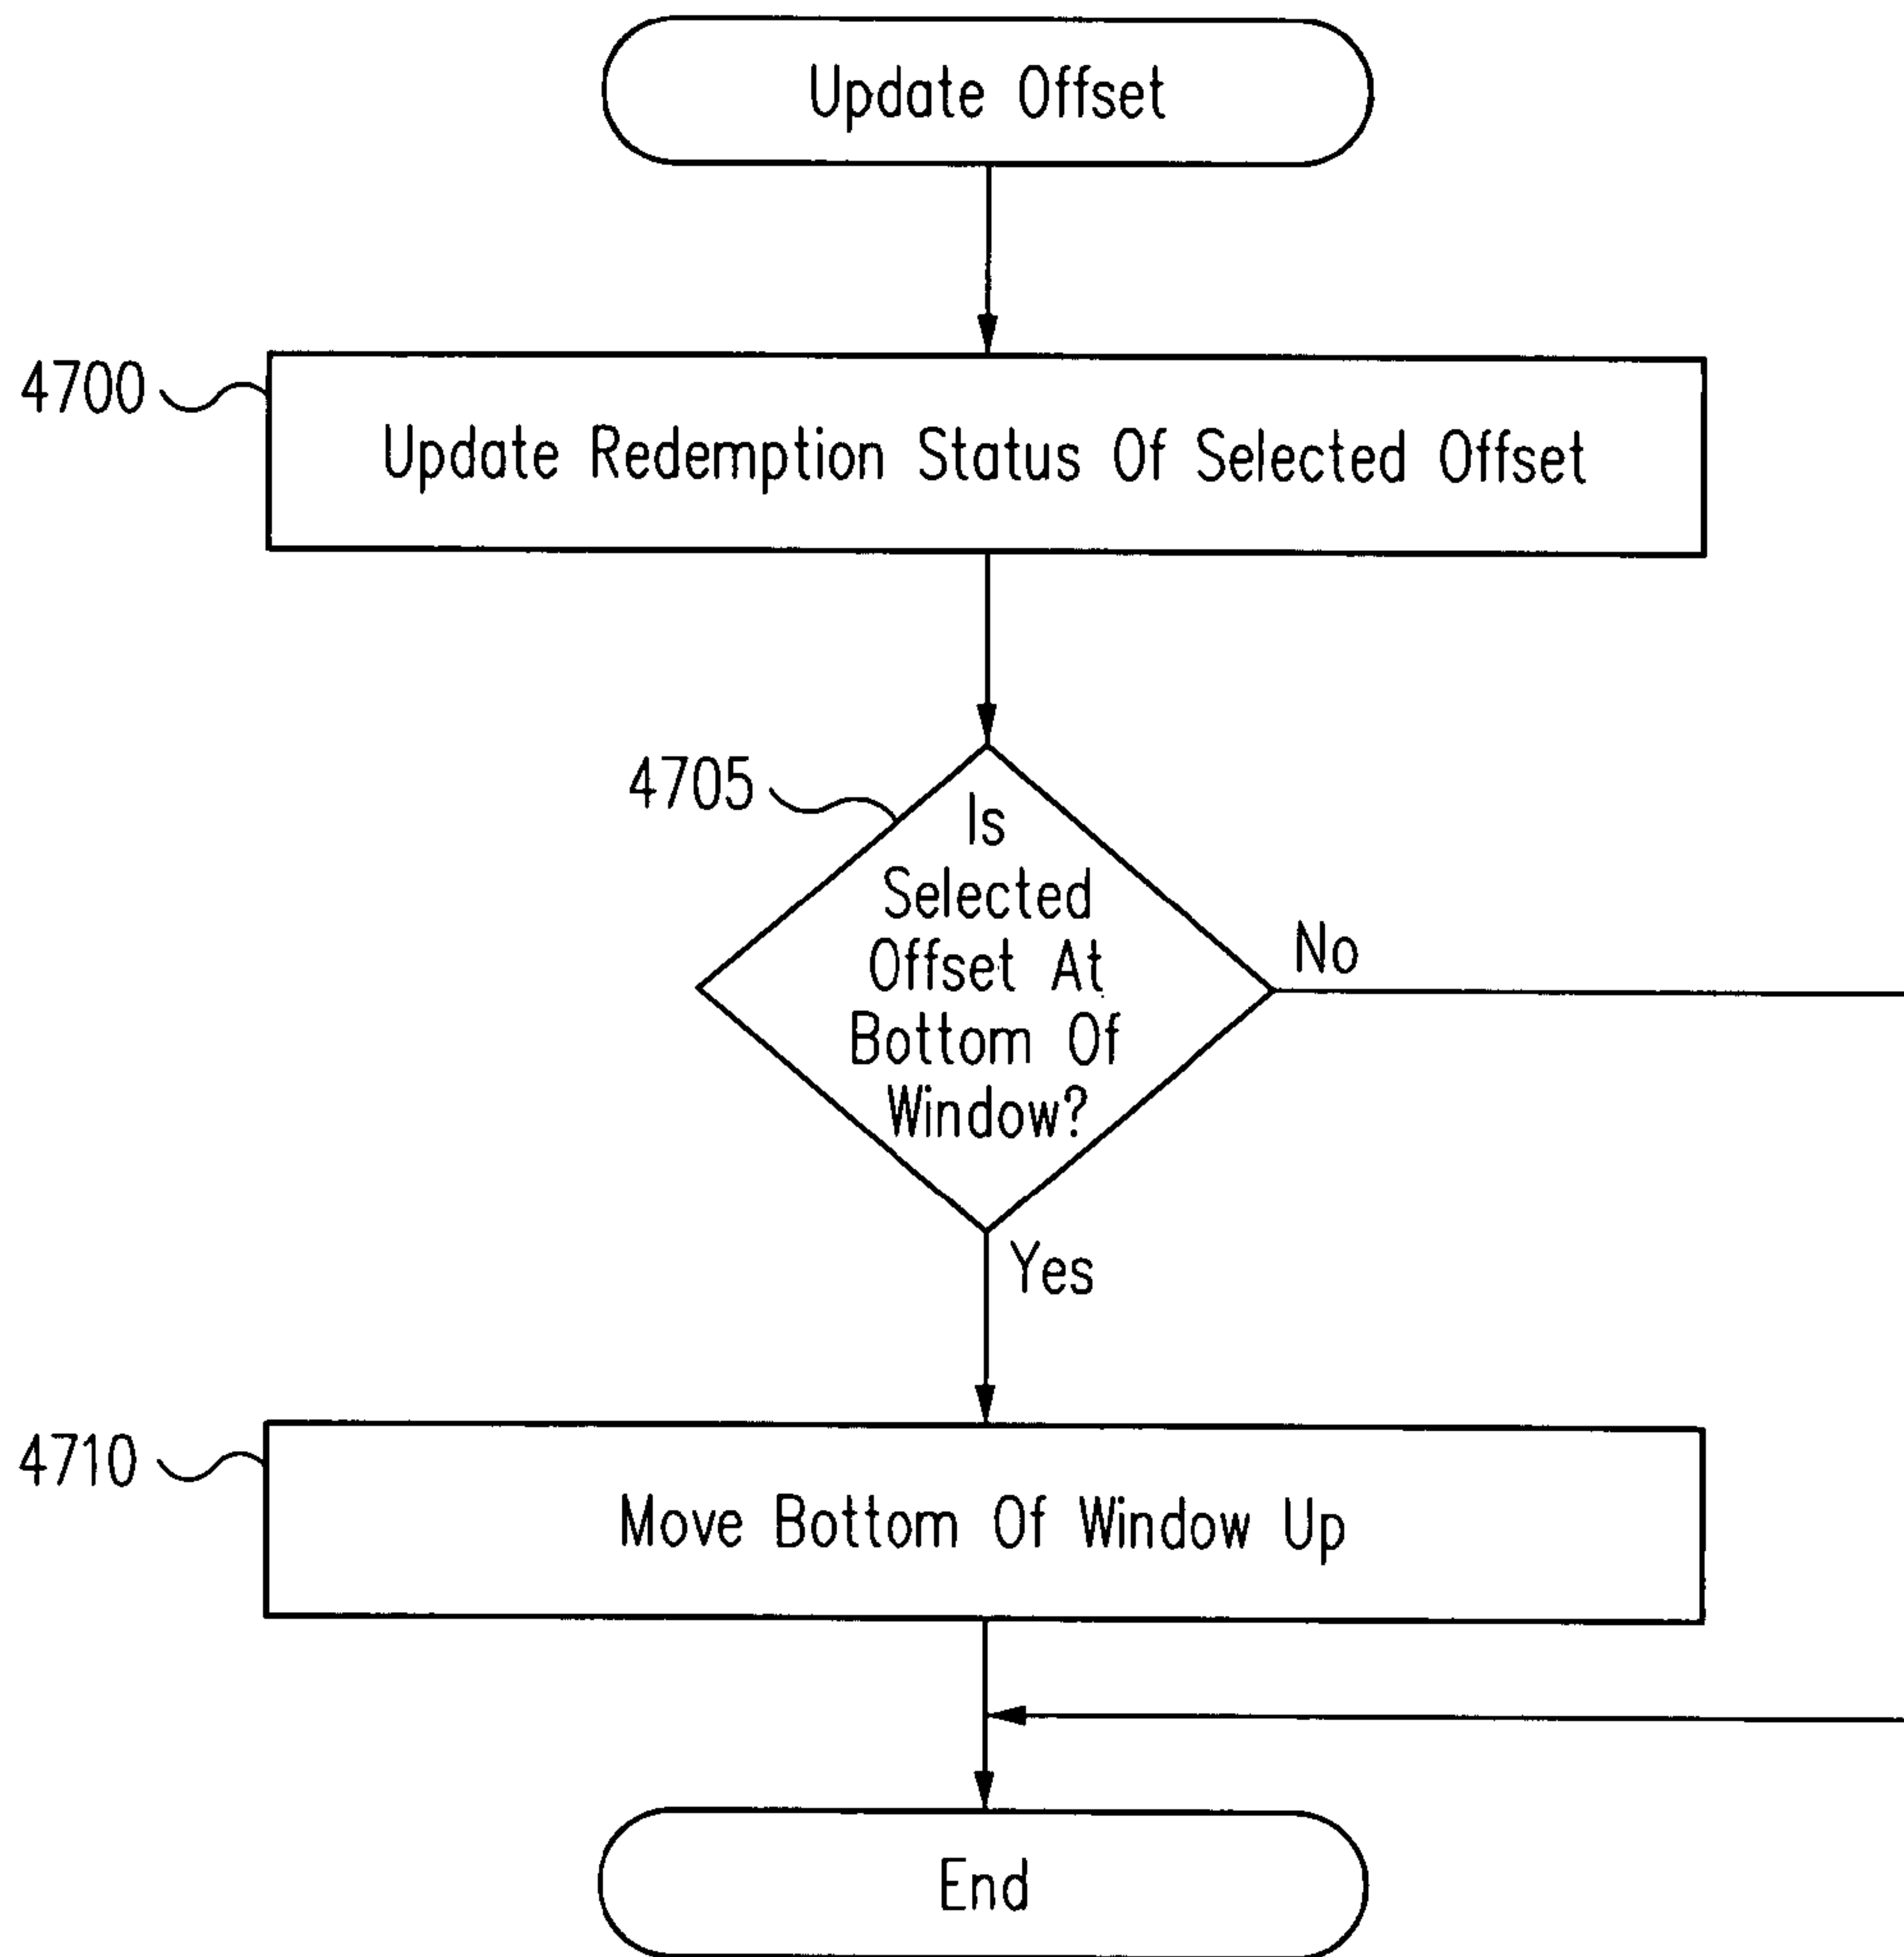 Update Offset
4700
Update Redemption Status Of Selected Offset
4705
Is
Selected
Offset At
Bottom Of
Window?
No
Yes
4710
Move Bottom Of Window Up
End